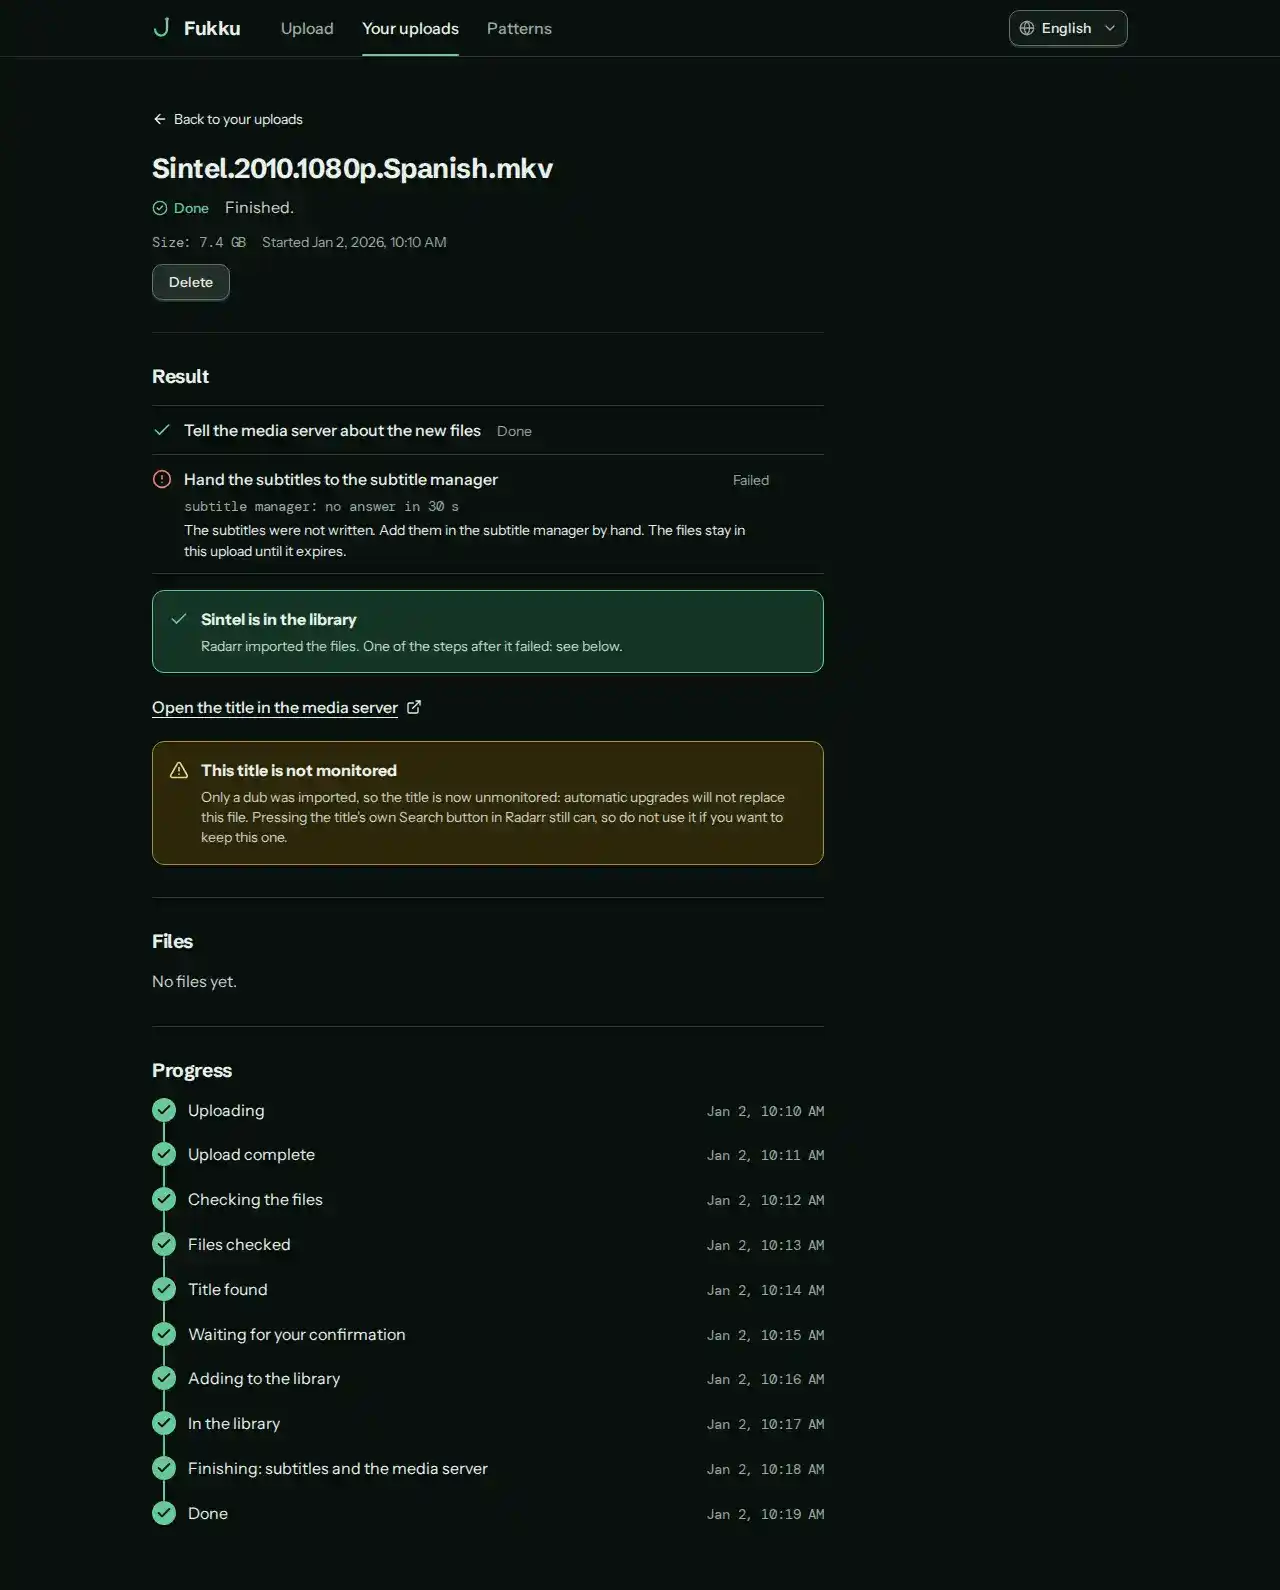 Fukku
Upload
Your uploads
Patterns
English
Back to your uploads
Sintel.2010.1080p.Spanish.mkv
Done Finished.
Size: 7.4 GB Started Jan 2, 2026, 10:10 AM
Delete
Result
Tell the media server about the new files Done
Hand the subtitles to the subtitle manager Failed
subtitle manager: no answer in 30 s
The subtitles were not written. Add them in the subtitle manager by hand. The files stay in
this upload until it expires.
Sintel is in the library
Radarr imported the files. One of the steps after it failed: see below.
Open the title in the media server
This title is not monitored
Only a dub was imported, so the title is now unmonitored: automatic upgrades will not replace
this file. Pressing the title's own Search button in Radarr still can, so do not use it if you want to
keep this one.
Files
No files yet.
Progress
Uploading Jan 2, 10:10 AM
Upload complete Jan 2, 10:11 AM
Checking the files Jan 2, 10:12 AM
Files checked Jan 2, 10:13 AM
Title found Jan 2, 10:14 AM
Waiting for your confirmation Jan 2, 10:15 AM
Adding to the library Jan 2, 10:16 AM
In the library Jan 2, 10:17 AM
Finishing: subtitles and the media server Jan 2, 10:18 AM
Done Jan 2, 10:19 AM